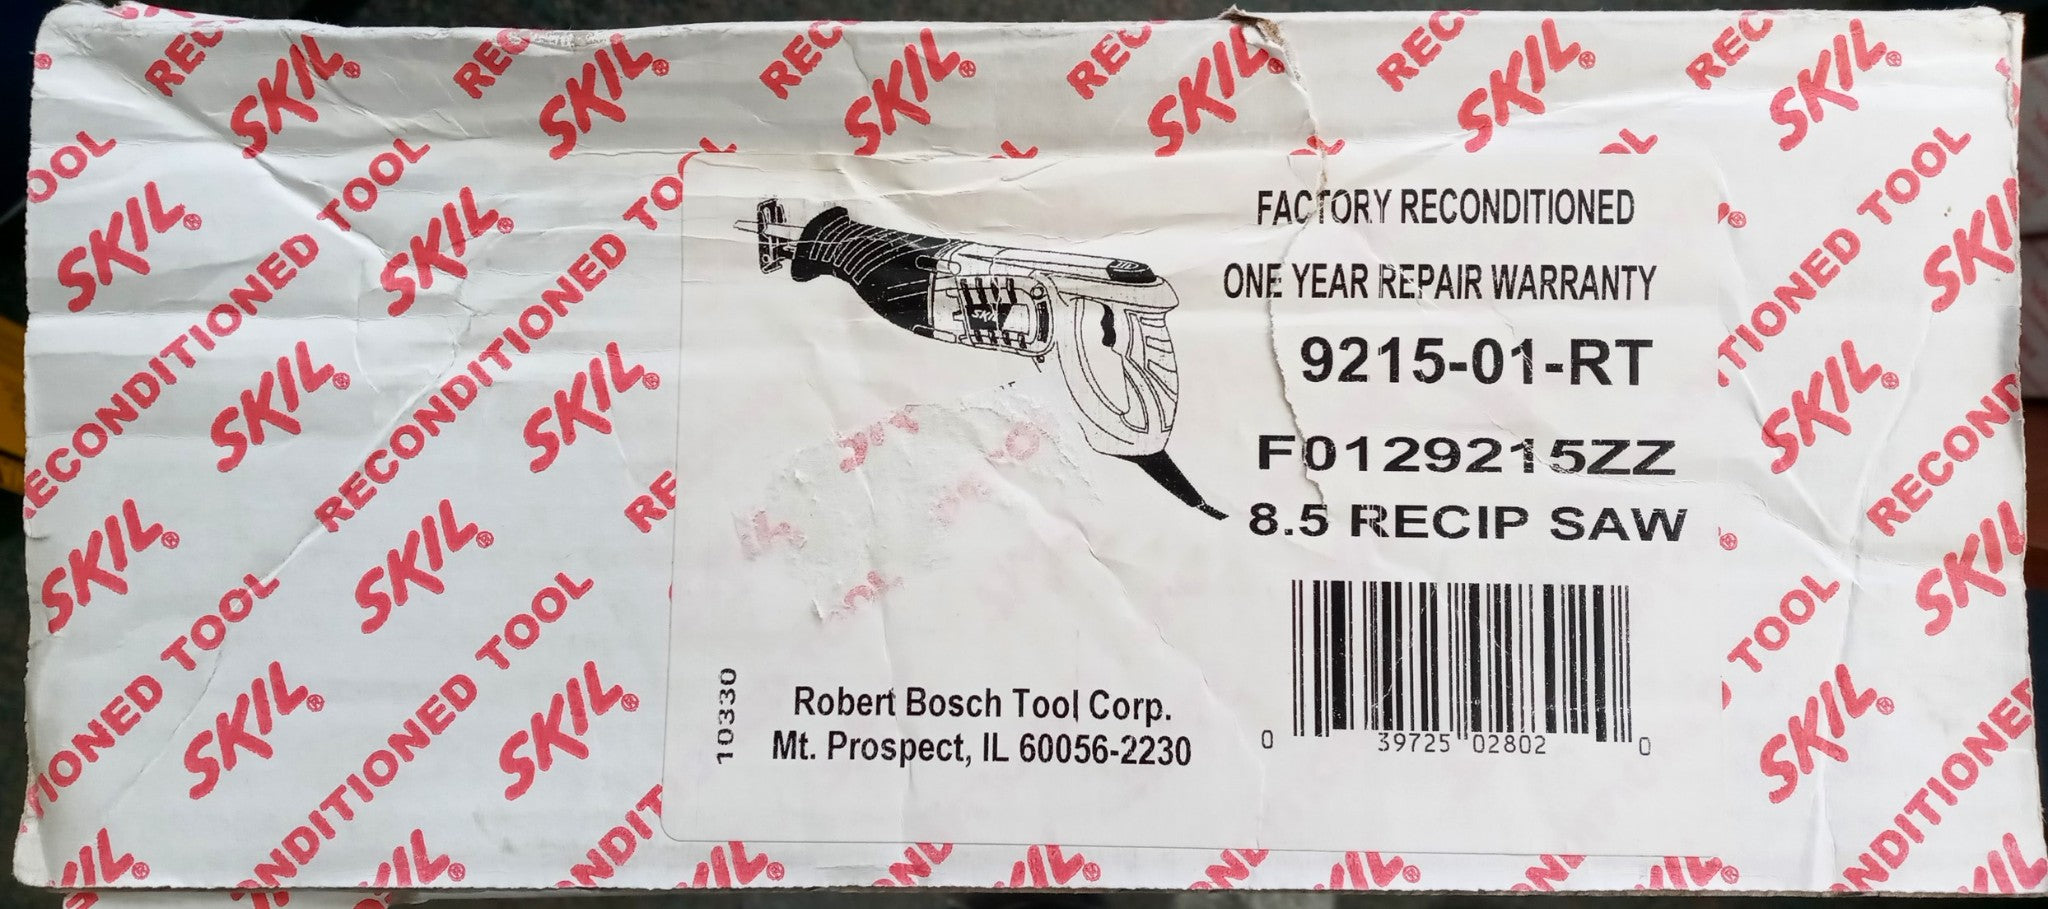 SKIL®
RECONDITIONED TOOL
FACTORY RECONDITIONED
ONE YEAR REPAIR WARRANTY
9215-01-RT
F0129215ZZ
8.5 RECIP SAW
SKIL
10330
Robert Bosch Tool Corp.
Mt. Prospect, IL 60056-2230
0 39725 02802 0